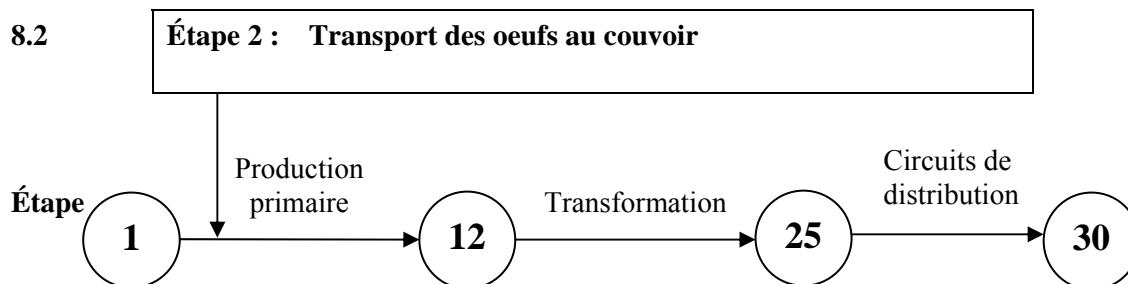 8.2 Étape 2 : Transport des oeufs au couvoir
Production
primaire
Transformation
Circuits de
distribution
Étape 1 12 25 30